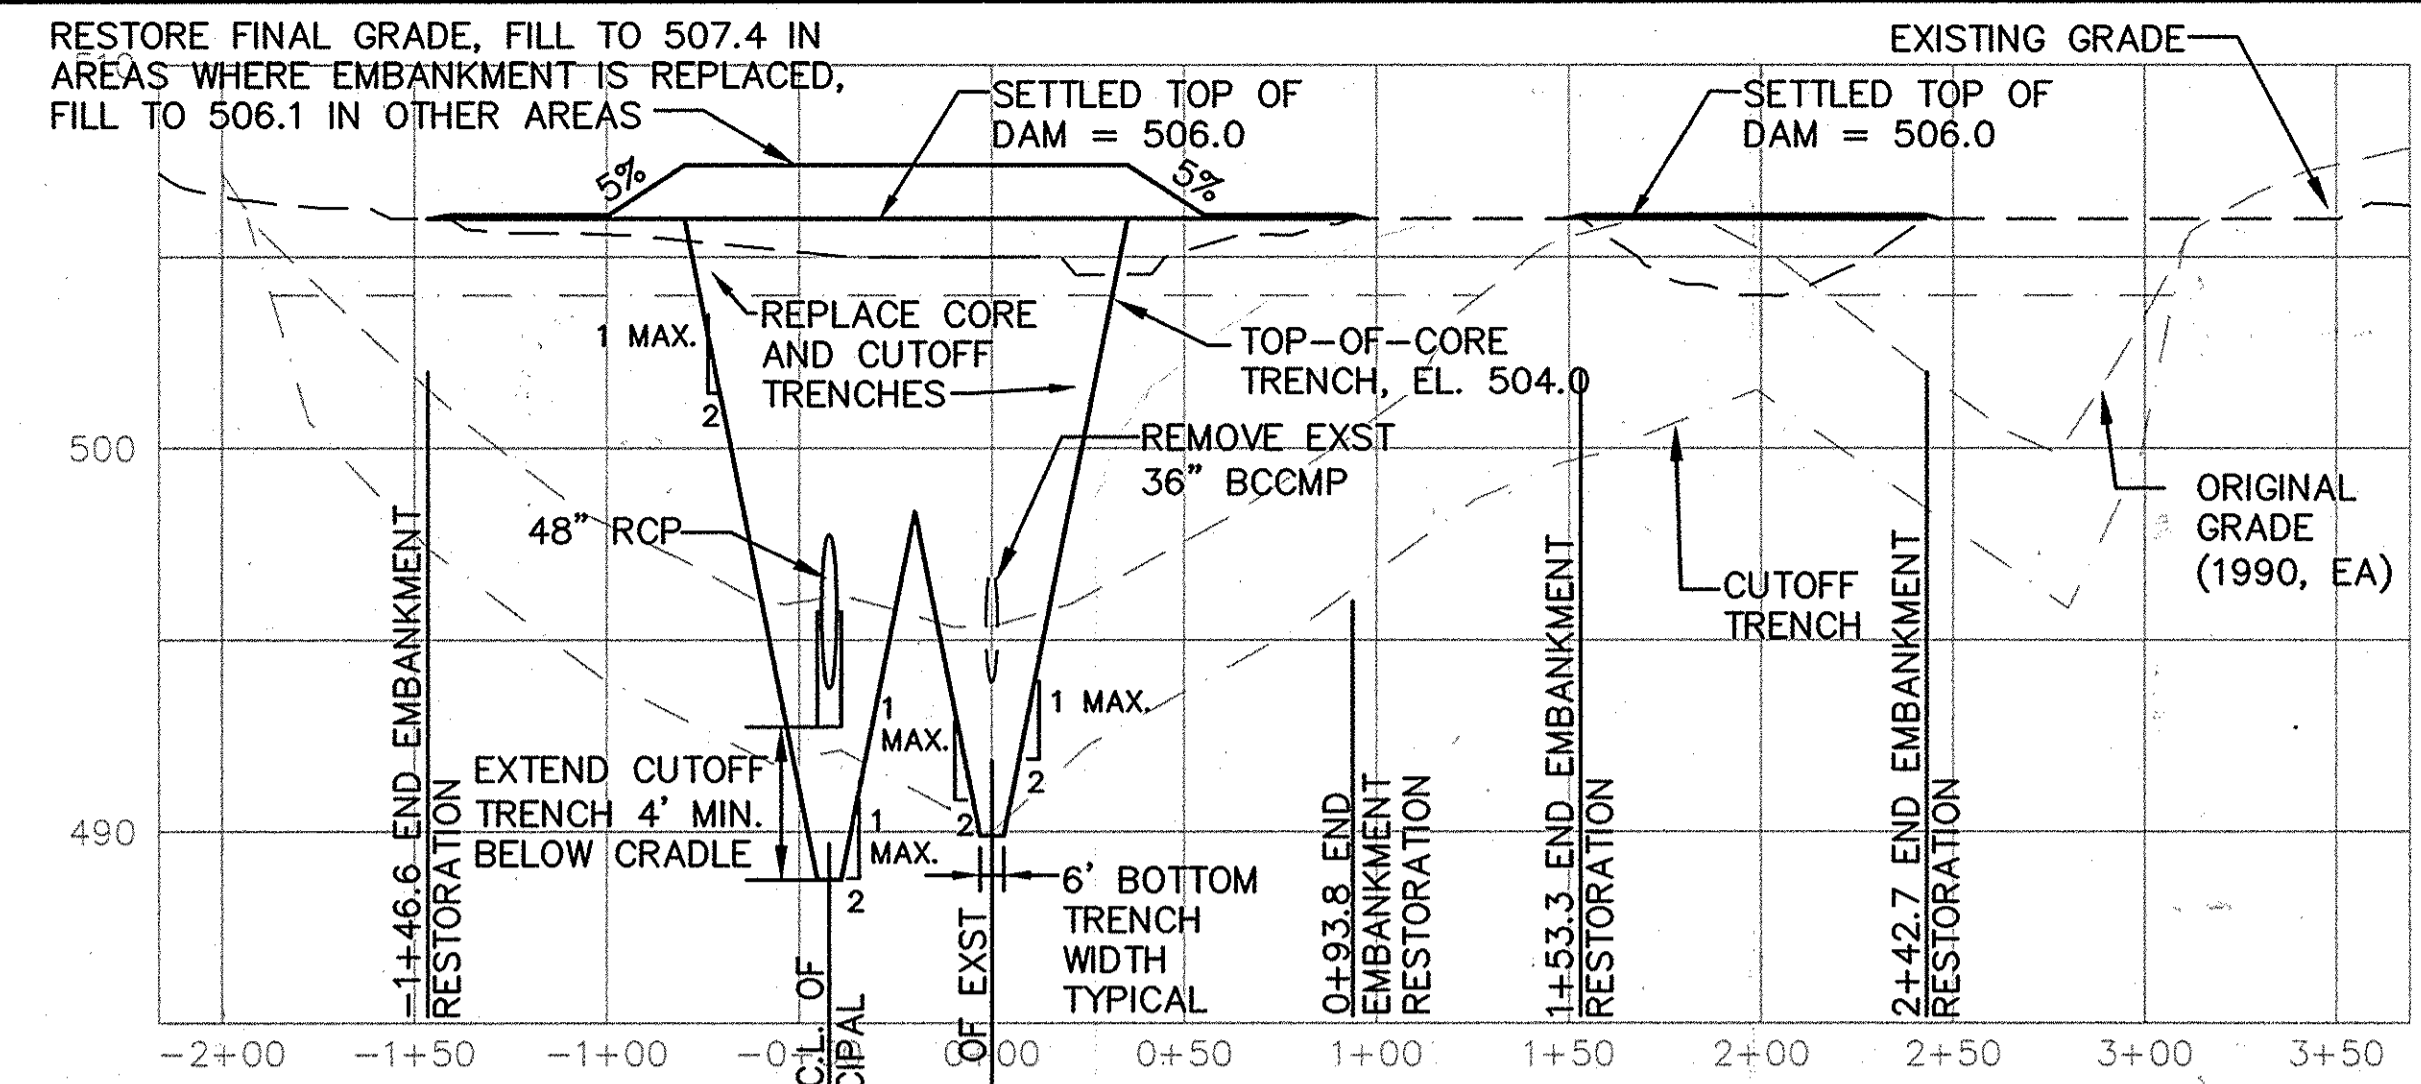 RESTORE FINAL GRADE, FILL TO 507.4 IN
AREAS WHERE EMBANKMENT IS REPLACED,
FILL TO 506.1 IN OTHER AREAS
510
EXISTING GRADE
SETTLED TOP OF
DAM = 506.0
SETTLED TOP OF
DAM = 506.0
5%
5%
REPLACE CORE
AND CUTOFF
TRENCHES
1 MAX.
2
TOP-OF-CORE
TRENCH, EL. 504.0
REMOVE EXST
36" BCCMP
500
48" RCP
ORIGINAL
GRADE
(1990, EA)
CUTOFF
TRENCH
1
MAX.
2
1 MAX.
2
EXTEND CUTOFF
TRENCH 4' MIN.
BELOW CRADLE
490
1
MAX.
2
6' BOTTOM
TRENCH
WIDTH
TYPICAL
-1+46.6 END EMBANKMENT
RESTORATION
C.L. OF
CIPAL
OF EXST
0+93.8 END
EMBANKMENT
RESTORATION
1+53.3 END EMBANKMENT
RESTORATION
2+42.7 END EMBANKMENT
RESTORATION
-2+00 -1+50 -1+00 -0+ 0+00 0+50 1+00 1+50 2+00 2+50 3+00 3+50